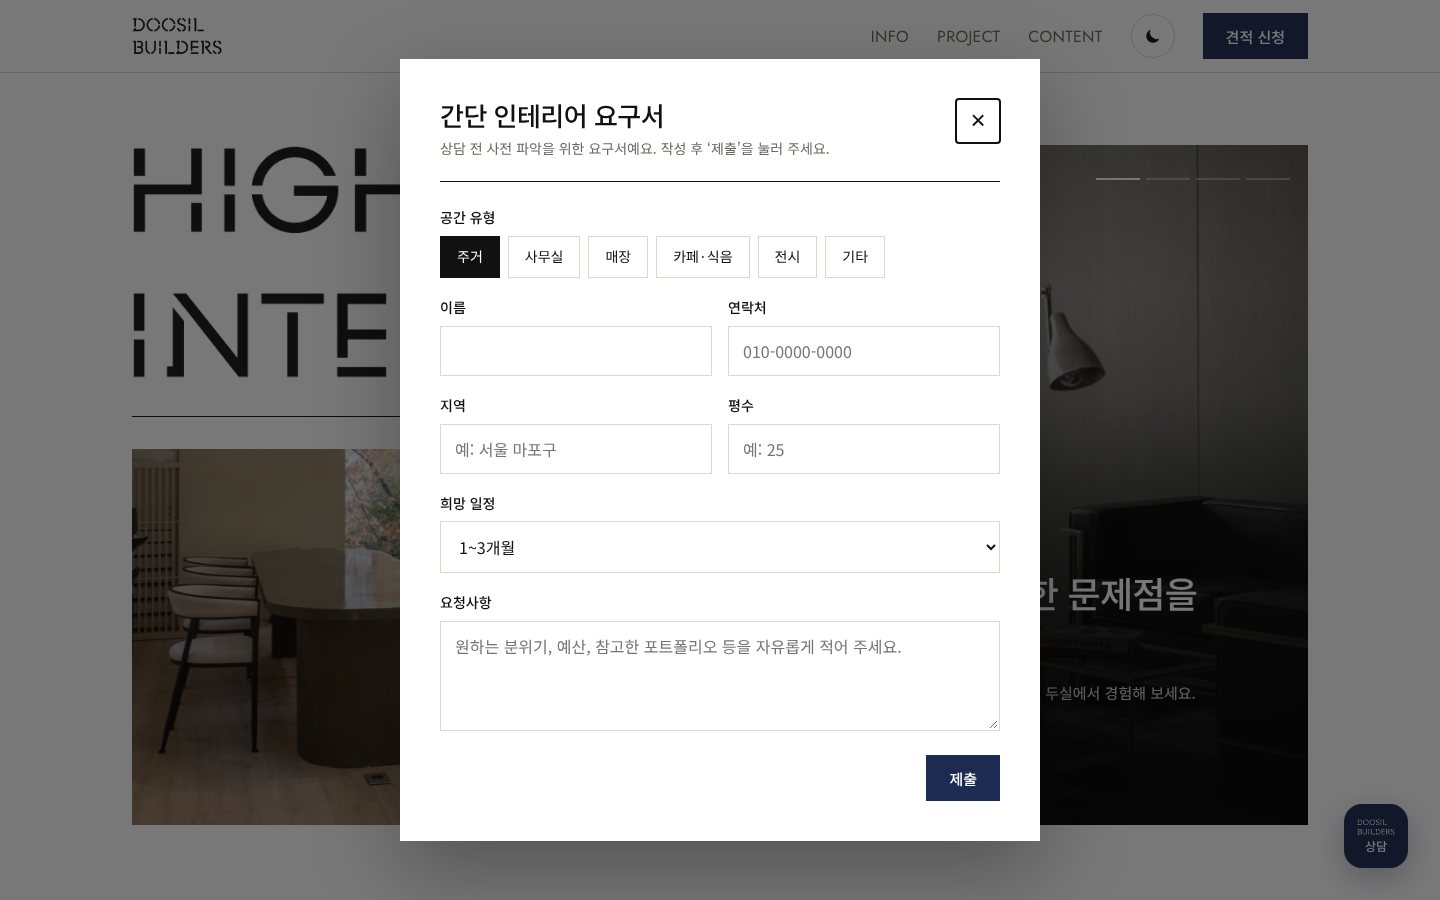 DOOSIL
BUILDERS
INFO
PROJECT
CONTENT
견적 신청
HIGH
INTE
간단 인테리어 요구서
상담 전 사전 파악을 위한 요구서예요. 작성 후 ‘제출’을 눌러 주세요.
공간 유형
주거
사무실
매장
카페·식음
전시
기타
이름
연락처
010-0000-0000
지역
평수
예: 서울 마포구
예: 25
희망 일정
1~3개월
요청사항
원하는 분위기, 예산, 참고한 포트폴리오 등을 자유롭게 적어 주세요.
제출
한 문제점을
두실에서 경험해 보세요.
DOOSIL
BUILDERS
상담